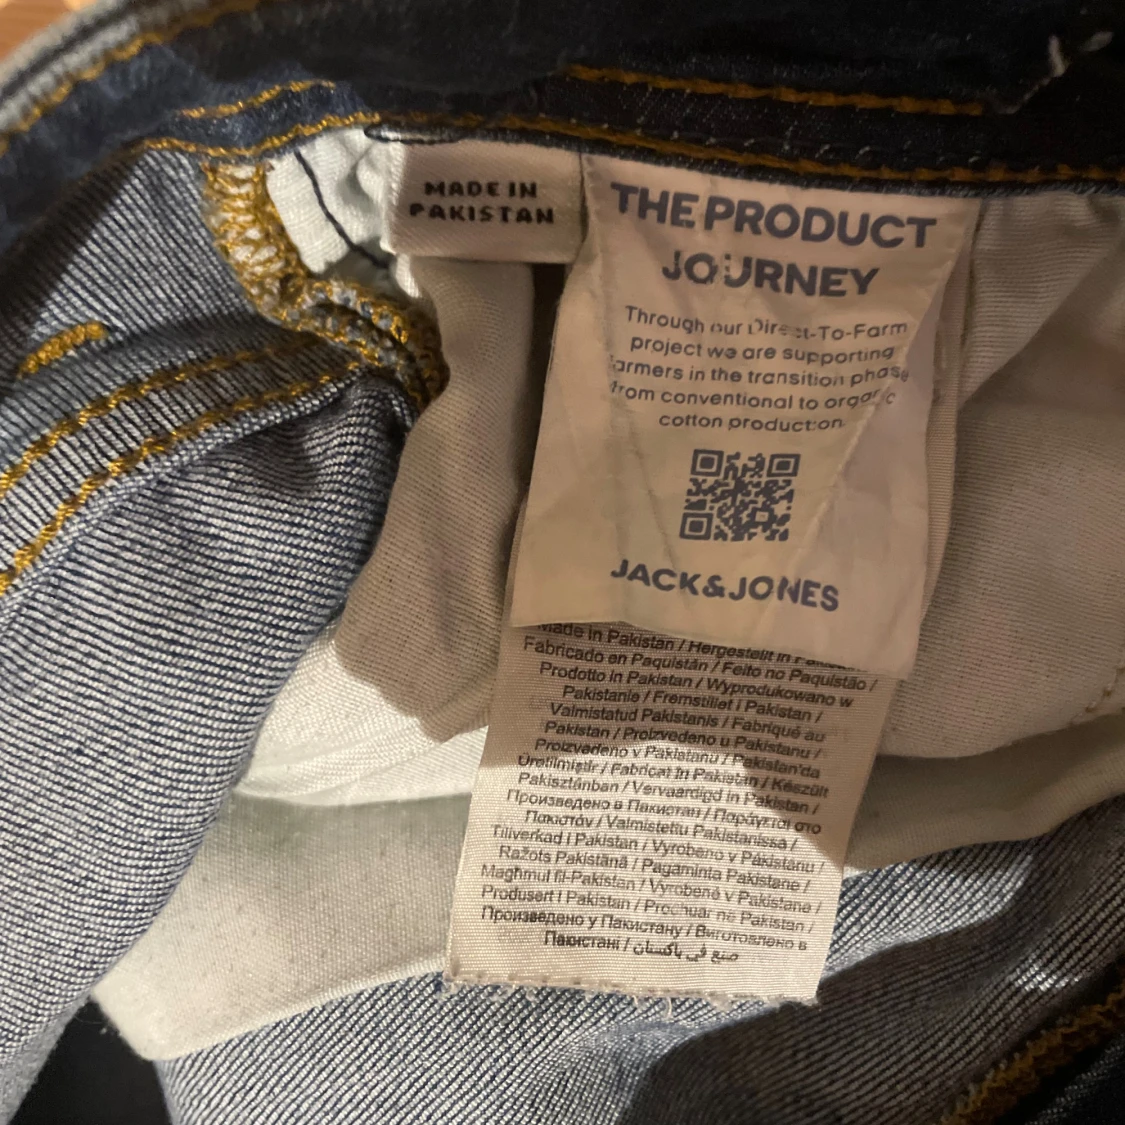 MADE IN
PAKISTAN
THE PRODUCT
JOURNEY
Through our Direct-To-Farm
project we are supporting
farmers in the transition phase
from conventional to organic
cotton production
JACK&JONES
Made in Pakistan / Hergestellt in
Fabricado en Paquistán / Feito no Paquistão /
Prodotto in Pakistan / Wyprodukowano w
Pakistanie / Fremstillet i Pakistan /
Valmistatud Pakistanis / Fabriqué au
Pakistan / Proizvedeno u Pakistanu /
Proizvedeno v Pakistanu / Pakistan'da
Üretilmiştir / Fabricat în Pakistan / Készült
Pakisztánban / Vervaardigd in Pakistan /
Произведено в Пакистан / Παράγεται στο
Πακιστάν / Valmistettu Pakistanissa /
Tillverkad i Pakistan / Vyrobeno v Pákistánu /
Ražots Pakistānā / Pagaminta Pakistane /
Magħmul fil-Pakistan / Vyrobené v Pakistane /
Produsert i Pakistan / Prodhuar në Pakistan /
Произведено у Пакистану / Виготовлено в
Пакистані / صنع في باكستان